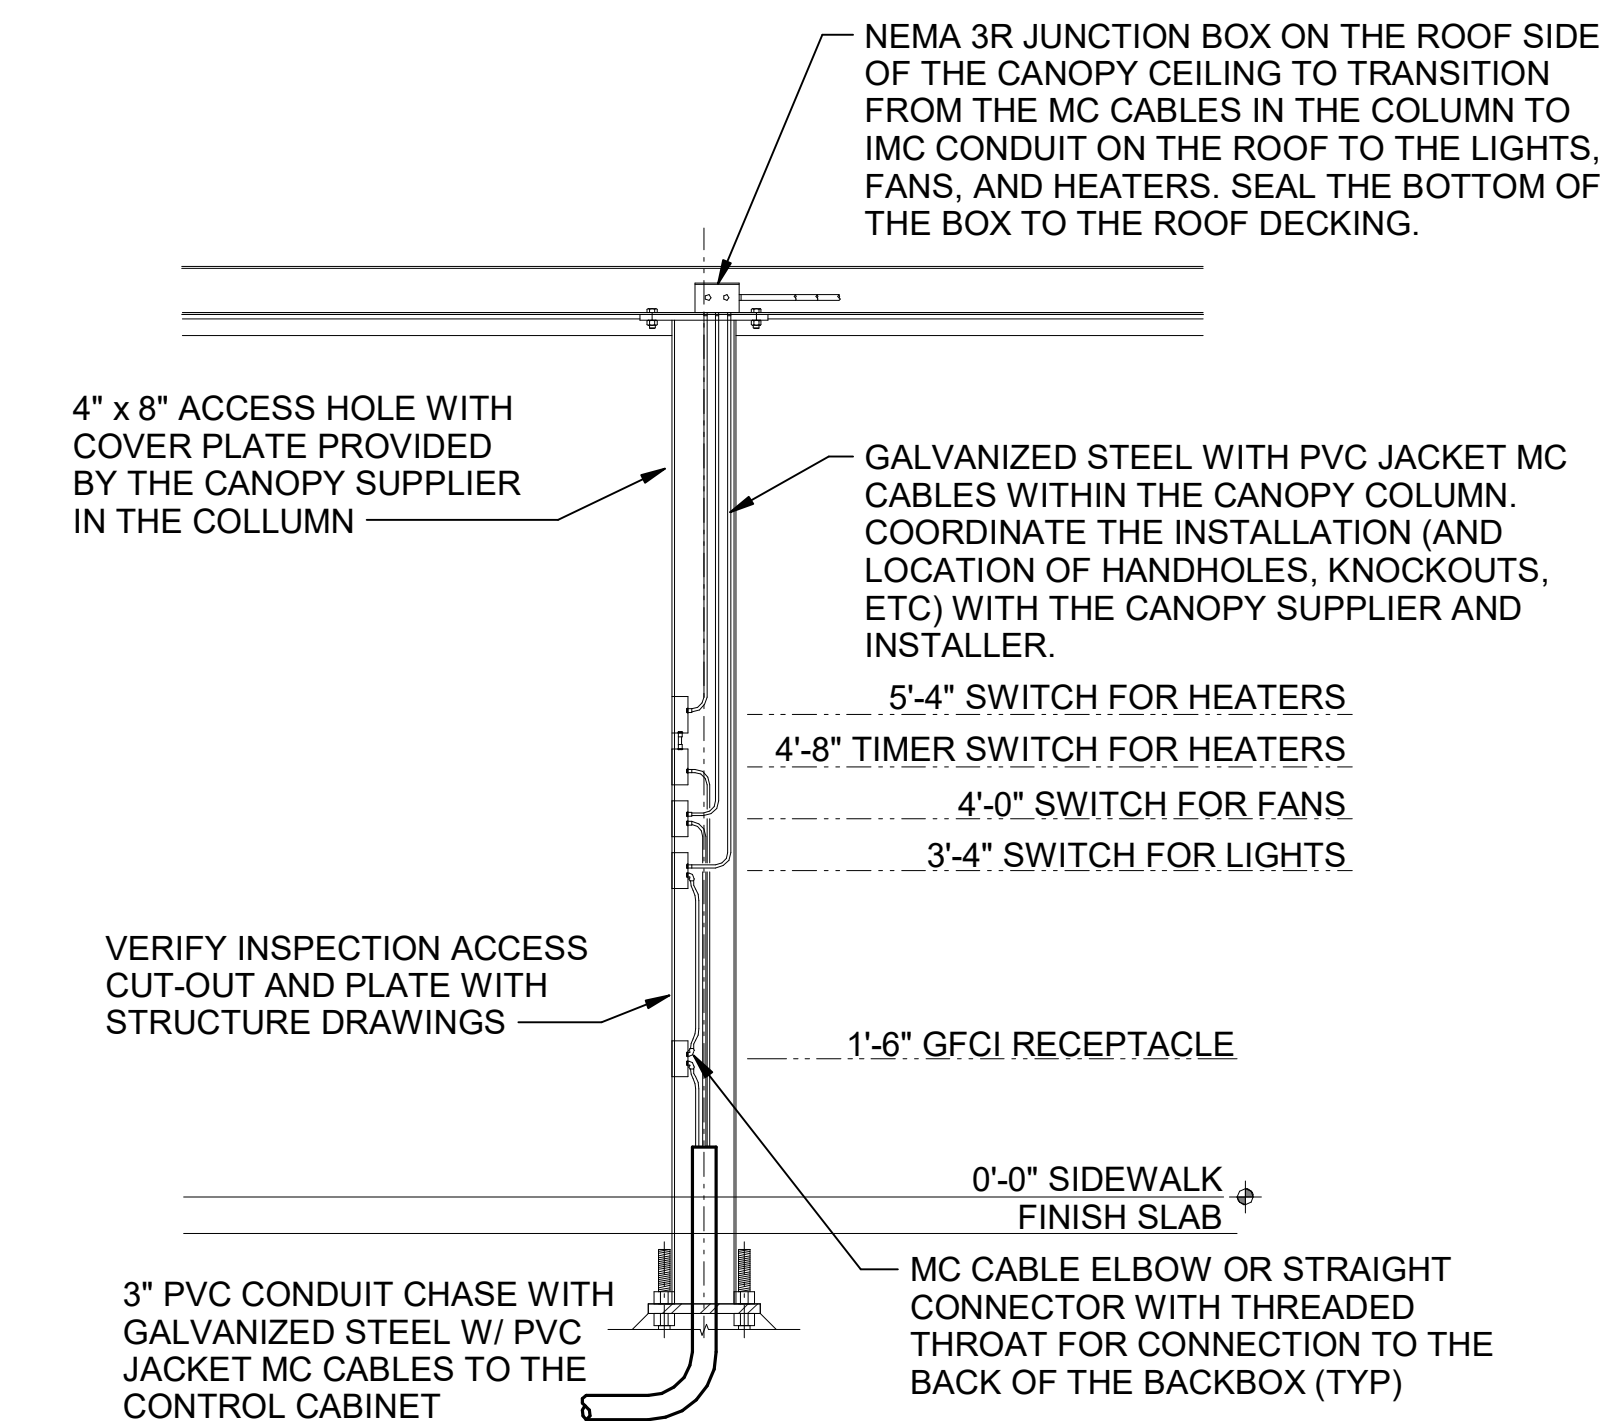 NEMA 3R JUNCTION BOX ON THE ROOF SIDE
OF THE CANOPY CEILING TO TRANSITION
FROM THE MC CABLES IN THE COLUMN TO
IMC CONDUIT ON THE ROOF TO THE LIGHTS,
FANS, AND HEATERS. SEAL THE BOTTOM OF
THE BOX TO THE ROOF DECKING.
4" x 8" ACCESS HOLE WITH
COVER PLATE PROVIDED
BY THE CANOPY SUPPLIER
IN THE COLLUMN
GALVANIZED STEEL WITH PVC JACKET MC
CABLES WITHIN THE CANOPY COLUMN.
COORDINATE THE INSTALLATION (AND
LOCATION OF HANDHOLES, KNOCKOUTS,
ETC) WITH THE CANOPY SUPPLIER AND
INSTALLER.
5'-4" SWITCH FOR HEATERS
4'-8" TIMER SWITCH FOR HEATERS
4'-0" SWITCH FOR FANS
3'-4" SWITCH FOR LIGHTS
VERIFY INSPECTION ACCESS
CUT-OUT AND PLATE WITH
STRUCTURE DRAWINGS
1'-6" GFCI RECEPTACLE
0'-0" SIDEWALK
FINISH SLAB
3" PVC CONDUIT CHASE WITH
GALVANIZED STEEL W/ PVC
JACKET MC CABLES TO THE
CONTROL CABINET
MC CABLE ELBOW OR STRAIGHT
CONNECTOR WITH THREADED
THROAT FOR CONNECTION TO THE
BACK OF THE BACKBOX (TYP)